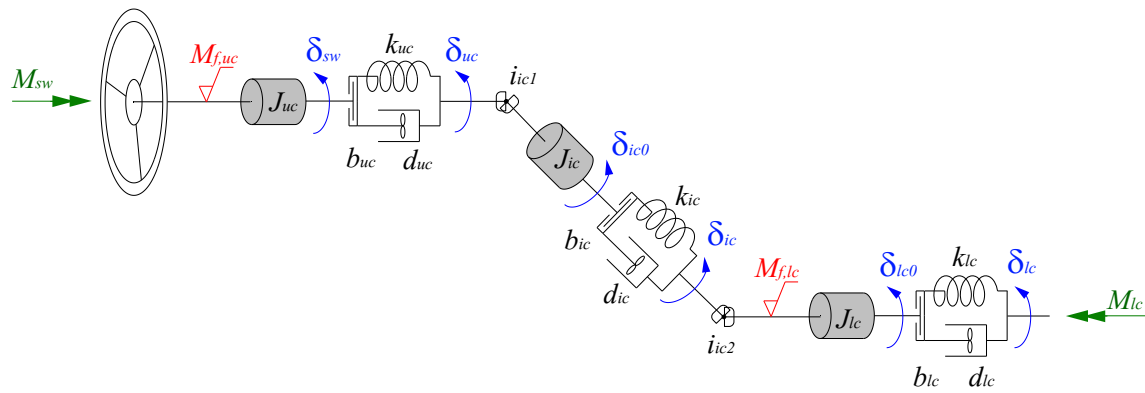 M_sw
M_f,uc
J_uc
δ_sw
k_uc
b_uc
d_uc
δ_uc
i_ic1
J_ic
δ_ic0
k_ic
b_ic
d_ic
δ_ic
i_ic2
M_f,lc
J_lc
δ_lc0
k_lc
b_lc
d_lc
δ_lc
M_lc